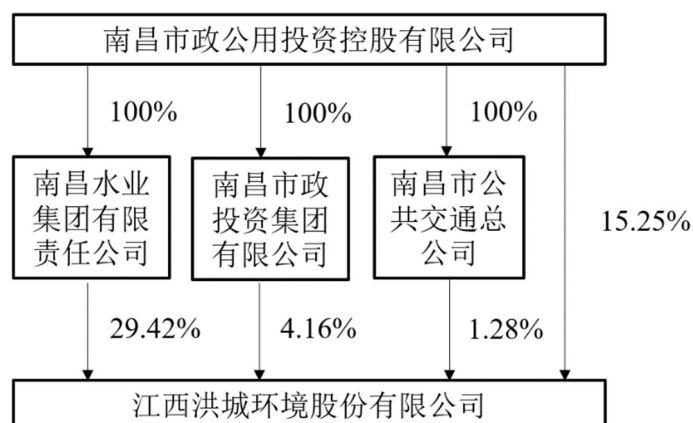 南昌市政公用投资控股有限公司
100%
100%
100%
南昌水业
集团有限
责任公司
南昌市政
投资集团
有限公司
南昌市公
共交通总
公司
15.25%
29.42%
4.16%
1.28%
江西洪城环境股份有限公司